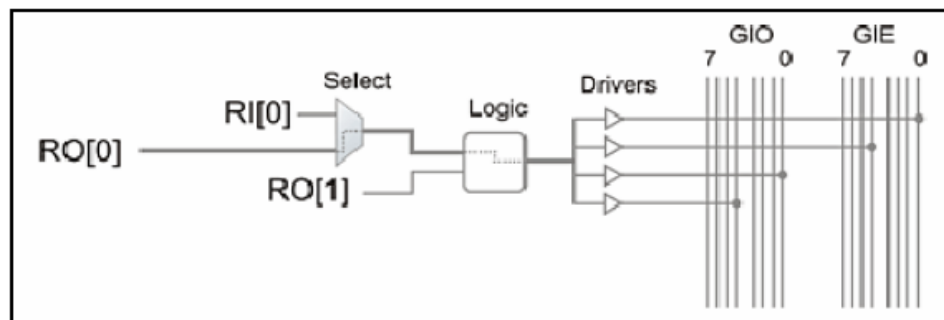 GIO GIE
7 0 7 0
Select
Drivers
RI[0]
Logic
RO[0]
RO[1]